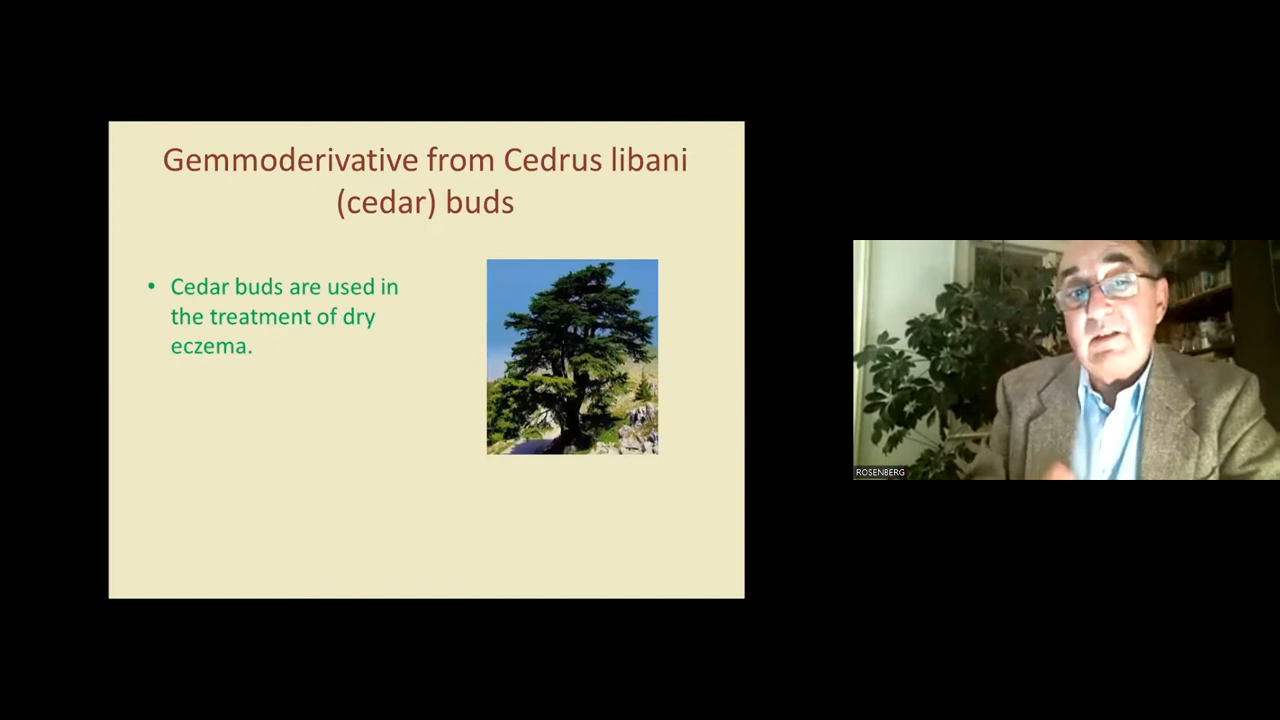 Gemmoderivative from Cedrus libani
(cedar) buds
• Cedar buds are used in
the treatment of dry
eczema.
ROSENBERG